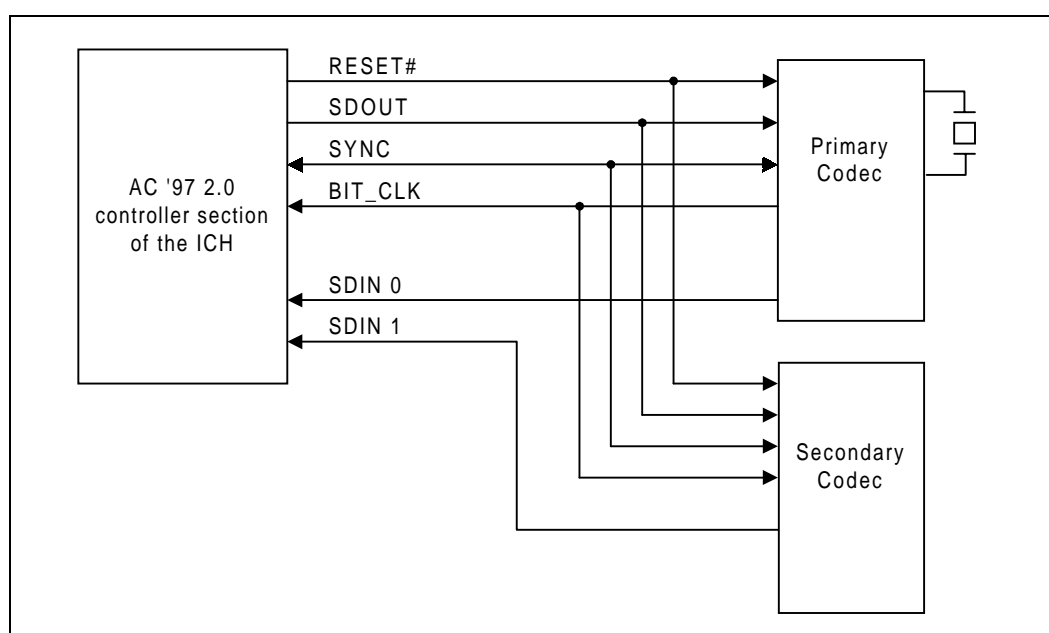 RESET#
SDOUT
SYNC
BIT_CLK
AC '97 2.0
controller section
of the ICH
SDIN 0
SDIN 1
Primary
Codec
Secondary
Codec